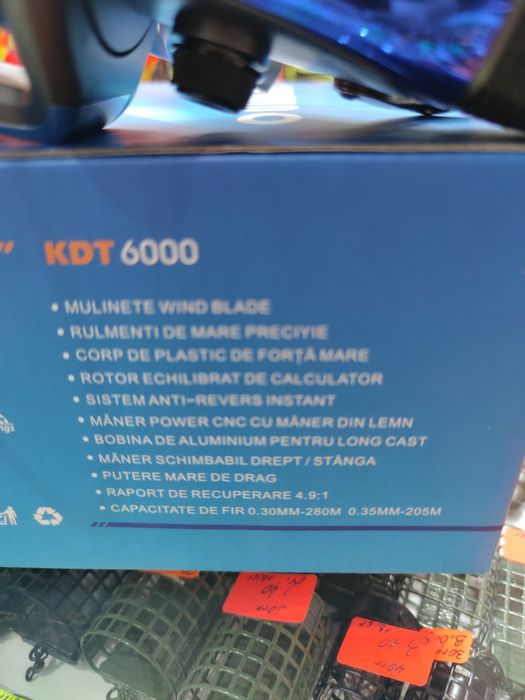 KDT 6000
• MULINETE WIND BLADE
• RULMENTI DE MARE PRECIYIE
• CORP DE PLASTIC DE FORȚĂ MARE
• ROTOR ECHILIBRAT DE CALCULATOR
• SISTEM ANTI-REVERS INSTANT
• MÂNER POWER CNC CU MÂNER DIN LEMN
• BOBINA DE ALUMINIUM PENTRU LONG CAST
• MÂNER SCHIMBABIL DREPT / STÂNGA
• PUTERE MARE DE DRAG
• RAPORT DE RECUPERARE 4.9:1
• CAPACITATE DE FIR 0.30MM-280M 0.35MM-205M